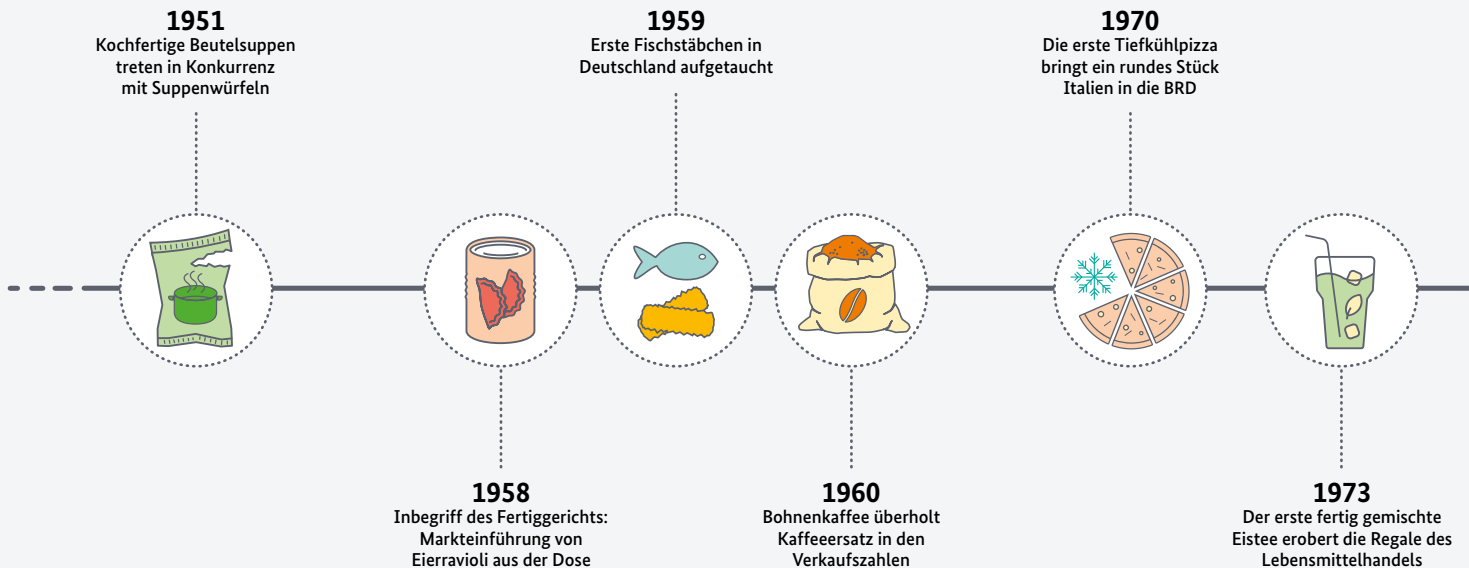 1951
Kochfertige Beutelsuppen
treten in Konkurrenz
mit Suppenwürfeln
1958
Inbegriff des Fertiggerichts:
Markteinführung von
Eierravioli aus der Dose
1959
Erste Fischstäbchen in
Deutschland aufgetaucht
1960
Bohnenkaffee überholt
Kaffeeersatz in den
Verkaufszahlen
1970
Die erste Tiefkühlpizza
bringt ein rundes Stück
Italien in die BRD
1973
Der erste fertig gemischte
Eistee erobert die Regale des
Lebensmittelhandels